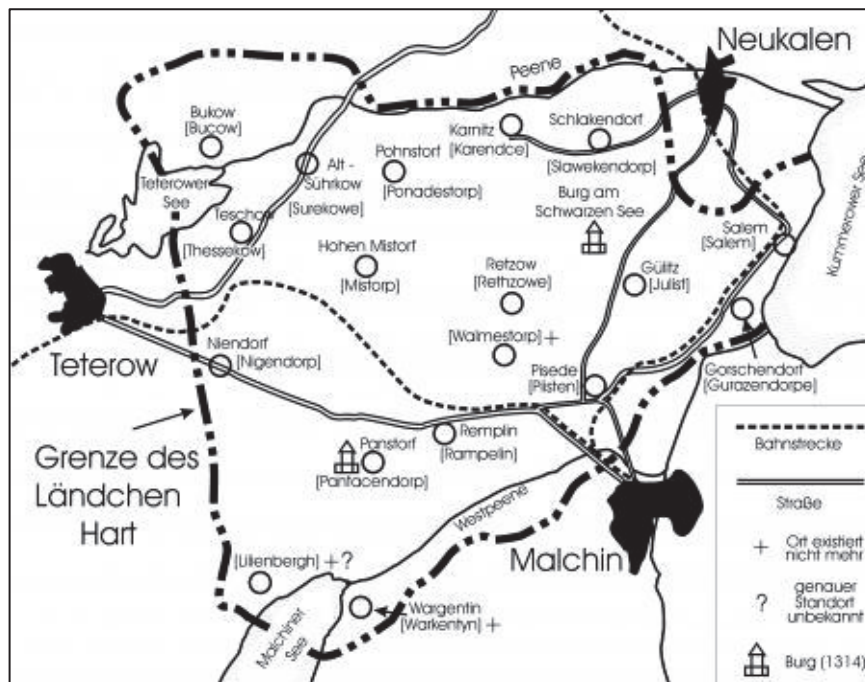 Neukalen
Peene
Bukow
[Bucow]
Karnitz
[Karendce]
Schlakendorf
[Slawekendorp]
Pohnstorf
[Ponadestorp]
Alt -
Sührkow
[Surekowe]
Teterower
See
Teschow
[Thessekow]
Burg am
Schwarzen See
Kummerower See
Salem
[Salem]
Hohen Mistorf
[Mistorp]
Retzow
[Rethzowe]
Gülitz
[Julist]
[Walmestorp] +
Teterow
Niendorf
[Nigendorp]
Pisede
[Pisten]
Gorschendorf
[Gurazendorpe]
Grenze des
Ländchen
Hart
Panstorf
[Pantacendorp]
Remplin
[Rampelin]
Westpeene
Malchin
[Lilienbergh] + ?
Malchiner
See
Wargentin
[Warkentyn] +
Bahnstrecke
Straße
+ Ort existiert
nicht mehr
? genauer
Standort
unbekannt
Burg (1314)